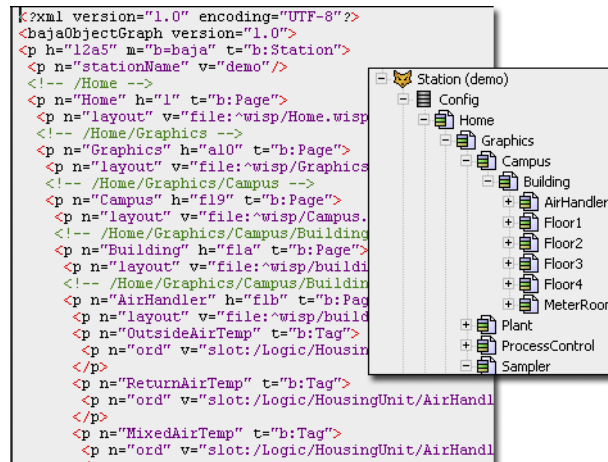 <?xml version="1.0" encoding="UTF-8"?>
<bajaObjectGraph version="1.0">
<p h="12a5" m="b=baja" t="b:Station">
<p n="stationName" v="demo"/>
<!-- /Home -->
<p n="Home" h="1" t="b:Page">
<p n="layout" v="file:^wisp/Home.wisp
<!-- /Home/Graphics -->
<p n="Graphics" h="a10" t="b:Page">
<p n="layout" v="file:^wisp/Graphics
<!-- /Home/Graphics/Campus -->
<p n="Campus" h="f19" t="b:Page">
<p n="layout" v="file:^wisp/Campus.
<!-- /Home/Graphics/Campus/Building
<p n="Building" h="f1a" t="b:Page">
<p n="layout" v="file:^wisp/buildi
<!-- /Home/Graphics/Campus/Buildin
<p n="AirHandler" h="f1b" t="b:Pag
<p n="layout" v="file:^wisp/build
<p n="OutsideAirTemp" t="b:Tag">
<p n="ord" v="slot:/Logic/Housin
</p>
<p n="ReturnAirTemp" t="b:Tag">
<p n="ord" v="slot:/Logic/HousingUnit/AirHandl
</p>
<p n="MixedAirTemp" t="b:Tag">
<p n="ord" v="slot:/Logic/HousingUnit/AirHandl
Station (demo)
Config
Home
Graphics
Campus
Building
AirHandler
Floor1
Floor2
Floor3
Floor4
MeterRoom
Plant
ProcessControl
Sampler